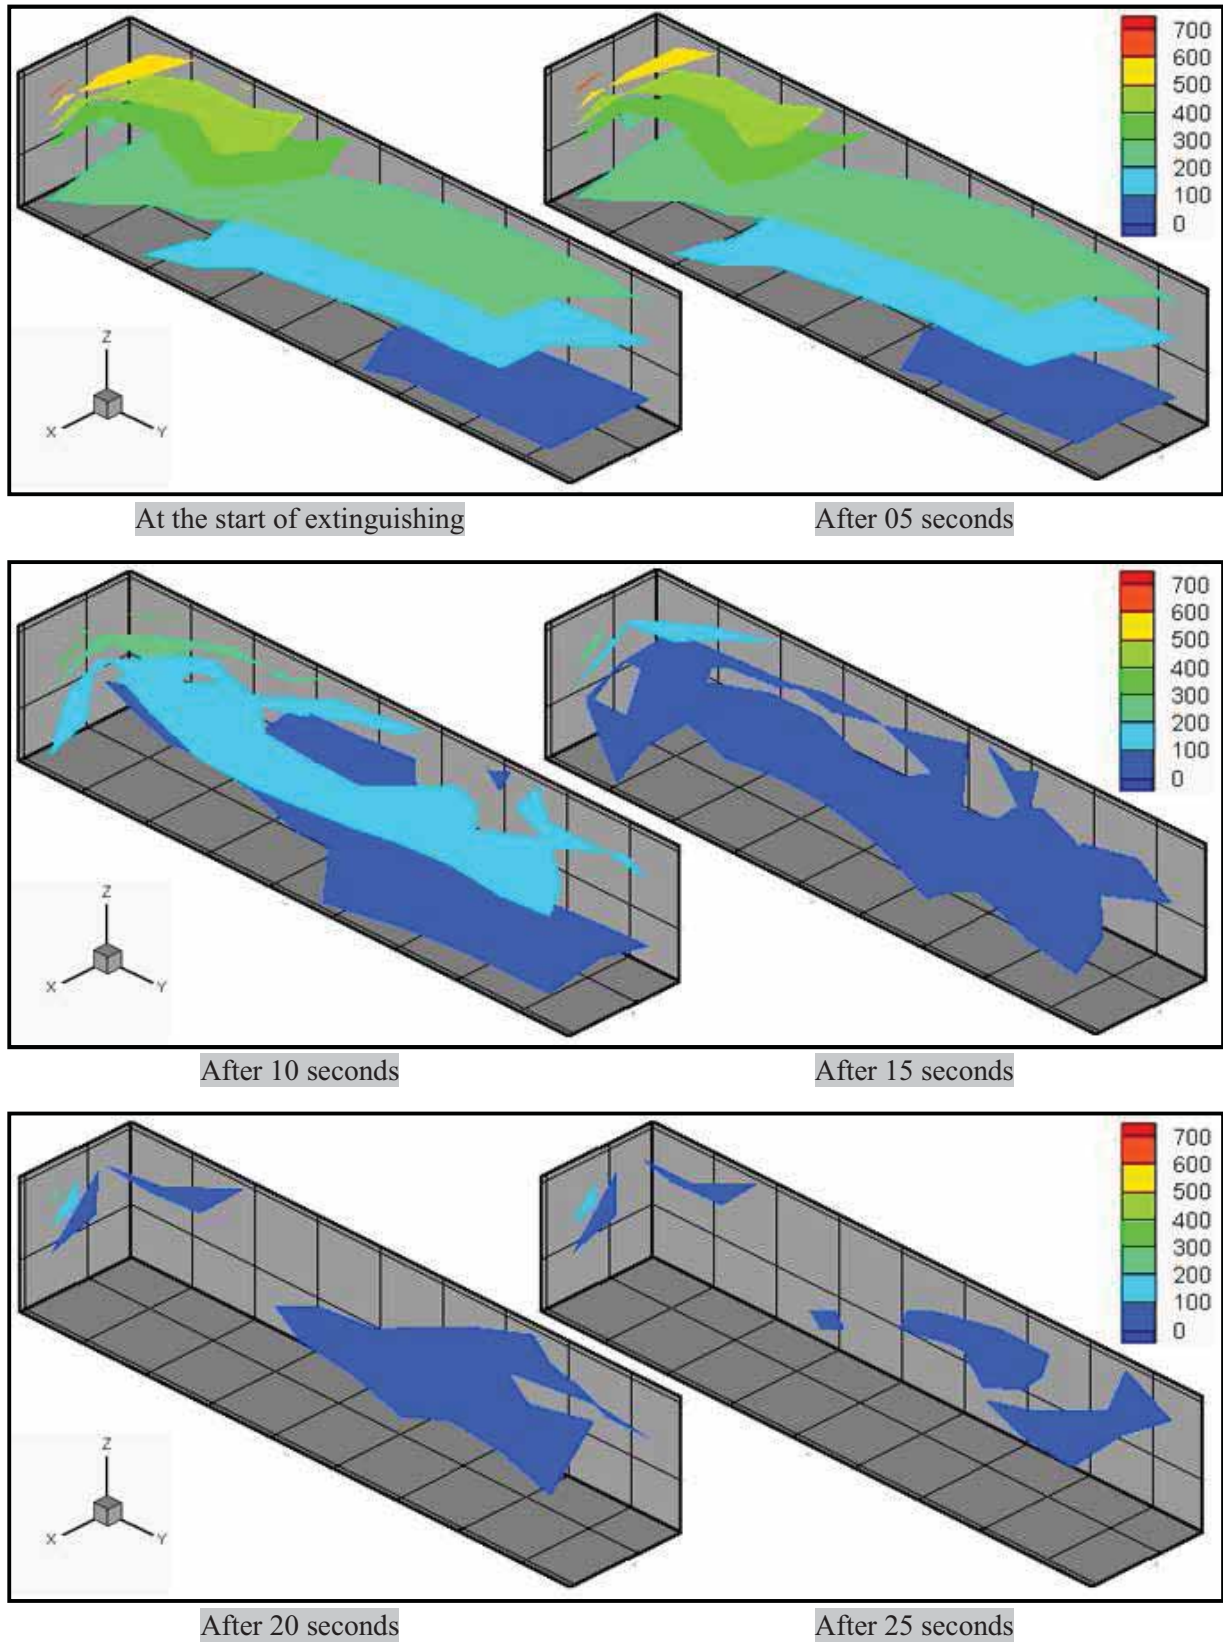 700
600
500
400
300
200
100
0
Z
X
Y
At the start of extinguishing
After 05 seconds
700
600
500
400
300
200
100
0
Z
X
Y
After 10 seconds
After 15 seconds
700
600
500
400
300
200
100
0
Z
X
Y
After 20 seconds
After 25 seconds